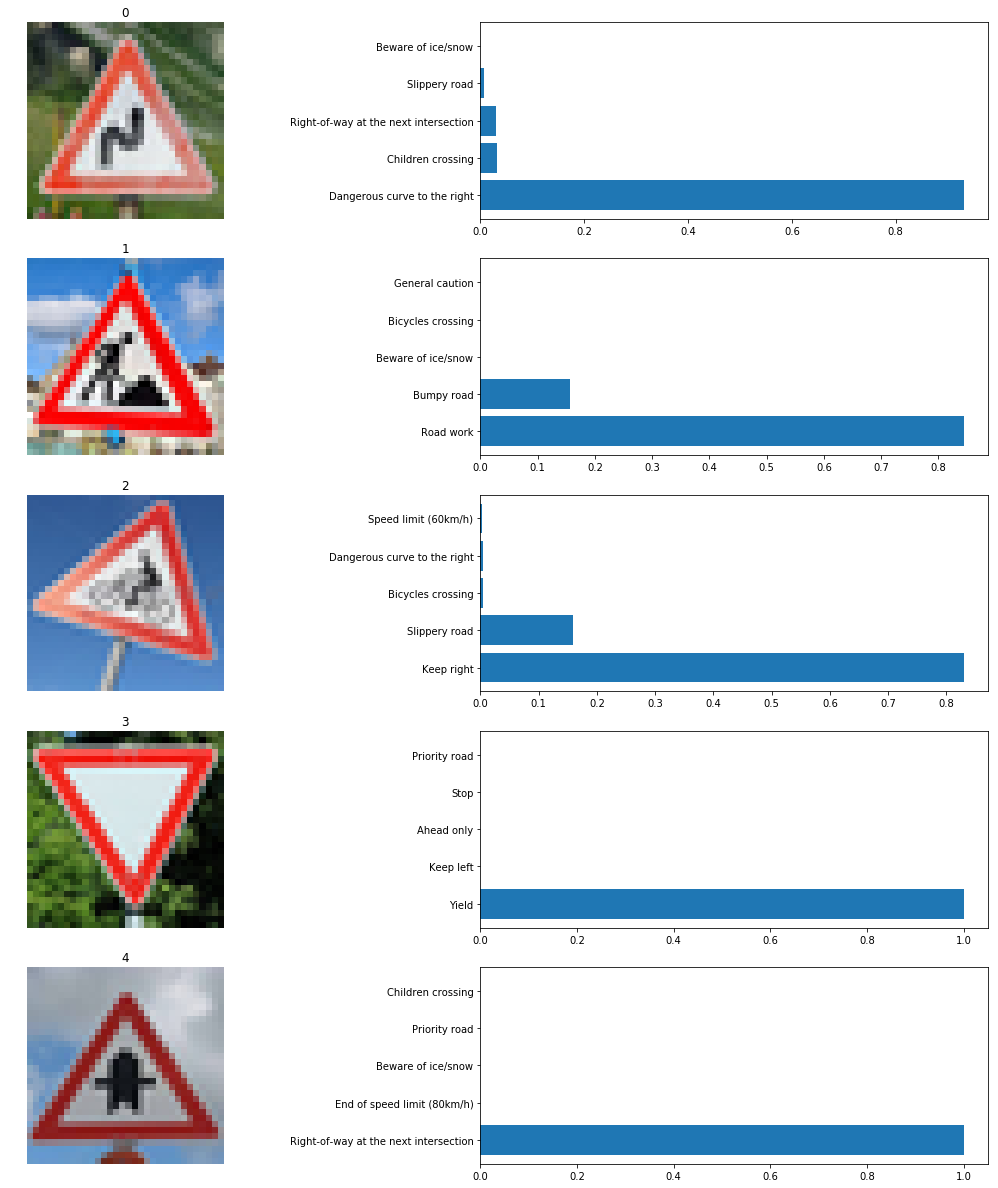 0
Beware of ice/snow
Slippery road
Right-of-way at the next intersection
Children crossing
Dangerous curve to the right
0.0 0.2 0.4 0.6 0.8
1
General caution
Bicycles crossing
Beware of ice/snow
Bumpy road
Road work
0.0 0.1 0.2 0.3 0.4 0.5 0.6 0.7 0.8
2
Speed limit (60km/h)
Dangerous curve to the right
Bicycles crossing
Slippery road
Keep right
0.0 0.1 0.2 0.3 0.4 0.5 0.6 0.7 0.8
3
Priority road
Stop
Ahead only
Keep left
Yield
0.0 0.2 0.4 0.6 0.8 1.0
4
Children crossing
Priority road
Beware of ice/snow
End of speed limit (80km/h)
Right-of-way at the next intersection
0.0 0.2 0.4 0.6 0.8 1.0